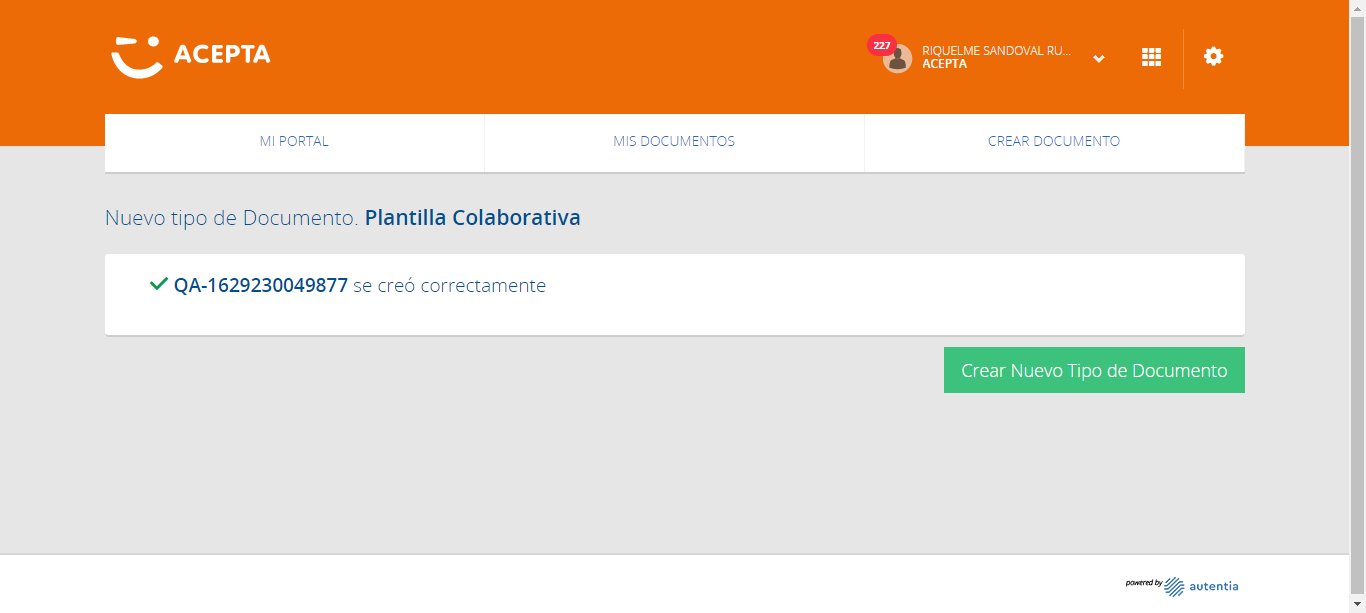 ACEPTA
227
RIQUELME SANDOVAL RU...
ACEPTA
MI PORTAL
MIS DOCUMENTOS
CREAR DOCUMENTO
Nuevo tipo de Documento. Plantilla Colaborativa
QA-1629230049877 se creó correctamente
Crear Nuevo Tipo de Documento
powered by autentia